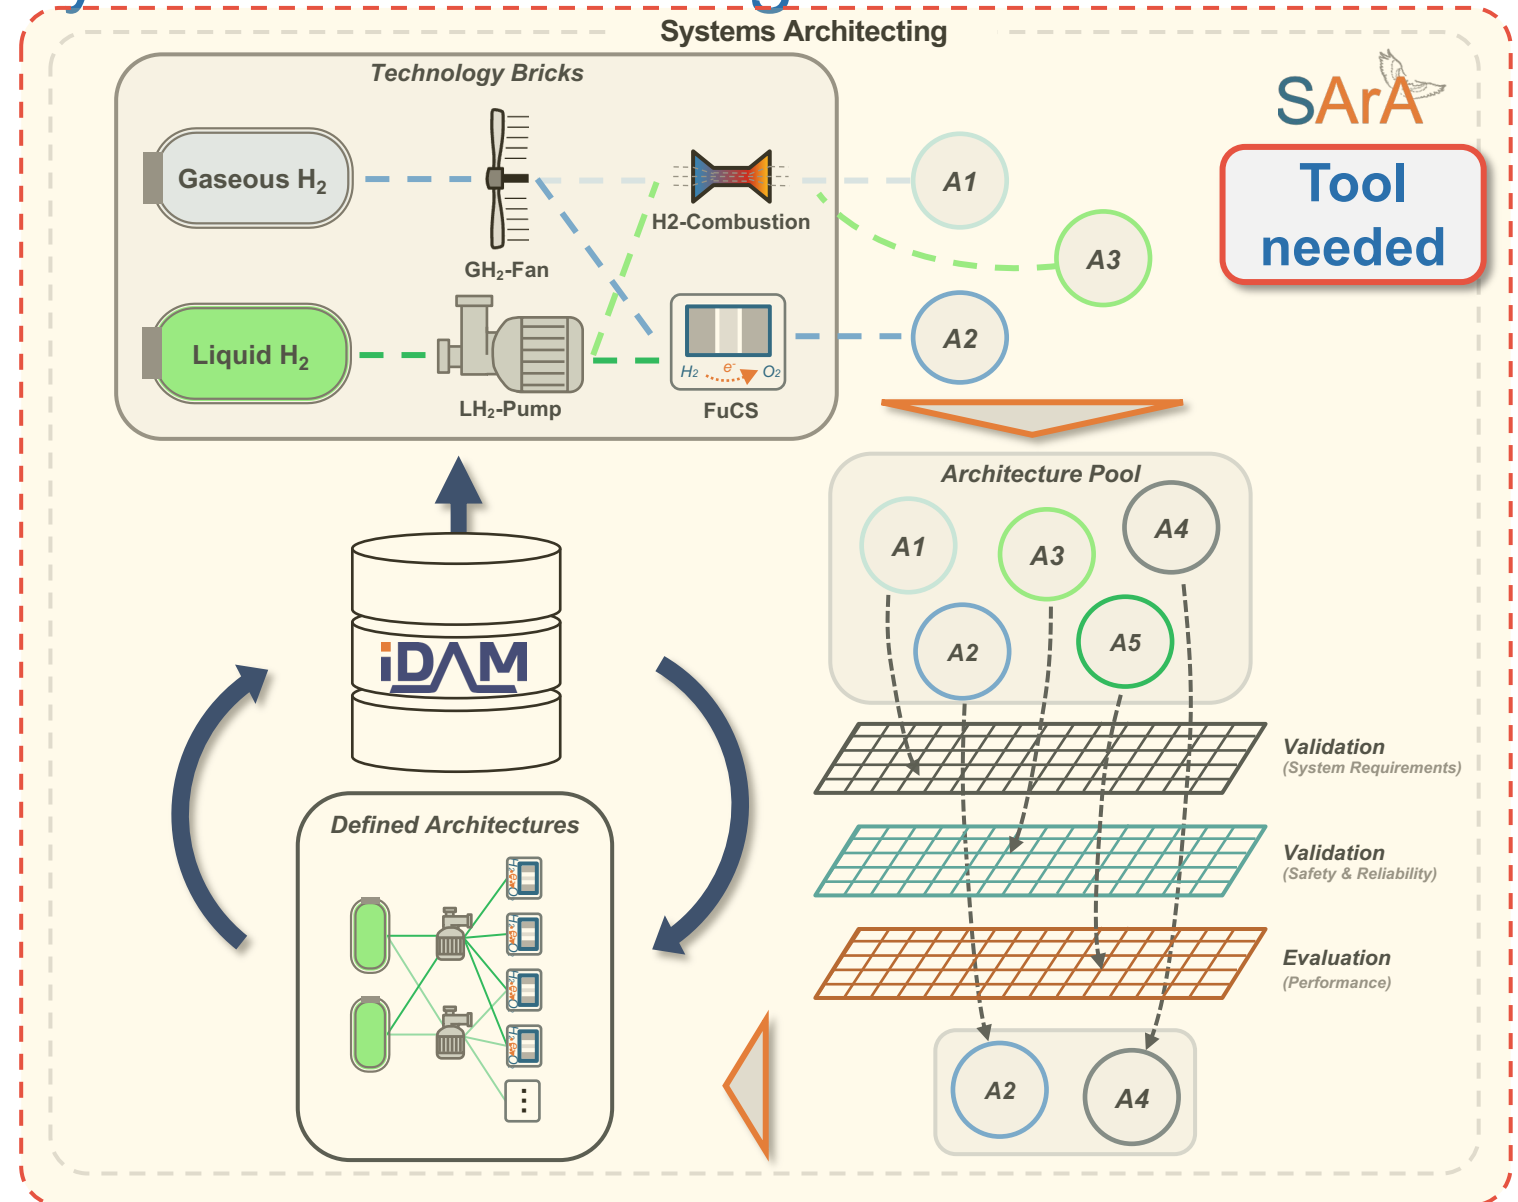 Systems Architecting
Technology Bricks
SArA
Tool
needed
Gaseous H₂
GH₂-Fan
H2-Combustion
A1
A3
Liquid H₂
LH₂-Pump
H₂ e⁻ O₂
FuCS
A2
Architecture Pool
A1
A3
A4
A2
A5
iDAM
Validation
(System Requirements)
Defined Architectures
Validation
(Safety & Reliability)
Evaluation
(Performance)
A2
A4